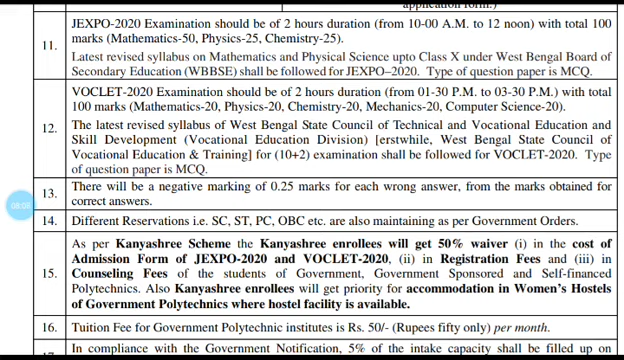 application form.)
11. JEXPO-2020 Examination should be of 2 hours duration (from 10-00 A.M. to 12 noon) with total 100
marks (Mathematics-50, Physics-25, Chemistry-25).
Latest revised syllabus on Mathematics and Physical Science upto Class X under West Bengal Board of
Secondary Education (WBBSE) shall be followed for JEXPO–2020. Type of question paper is MCQ.
12. VOCLET-2020 Examination should be of 2 hours duration (from 01-30 P.M. to 03-30 P.M.) with total
100 marks (Mathematics-20, Physics-20, Chemistry-20, Mechanics-20, Computer Science-20).
The latest revised syllabus of West Bengal State Council of Technical and Vocational Education and
Skill Development (Vocational Education Division) [erstwhile, West Bengal State Council of
Vocational Education & Training] for (10+2) examination shall be followed for VOCLET-2020. Type
of question paper is MCQ.
13. There will be a negative marking of 0.25 marks for each wrong answer, from the marks obtained for
correct answers.
14. Different Reservations i.e. SC, ST, PC, OBC etc. are also maintaining as per Government Orders.
15. As per Kanyashree Scheme the Kanyashree enrollees will get 50% waiver (i) in the cost of
Admission Form of JEXPO-2020 and VOCLET-2020, (ii) in Registration Fees and (iii) in
Counseling Fees of the students of Government, Government Sponsored and Self-financed
Polytechnics. Also Kanyashree enrollees will get priority for accommodation in Women's Hostels
of Government Polytechnics where hostel facility is available.
16. Tuition Fee for Government Polytechnic institutes is Rs. 50/- (Rupees fifty only) per month.
In compliance with the Government Notification, 5% of the intake capacity shall be filled up on